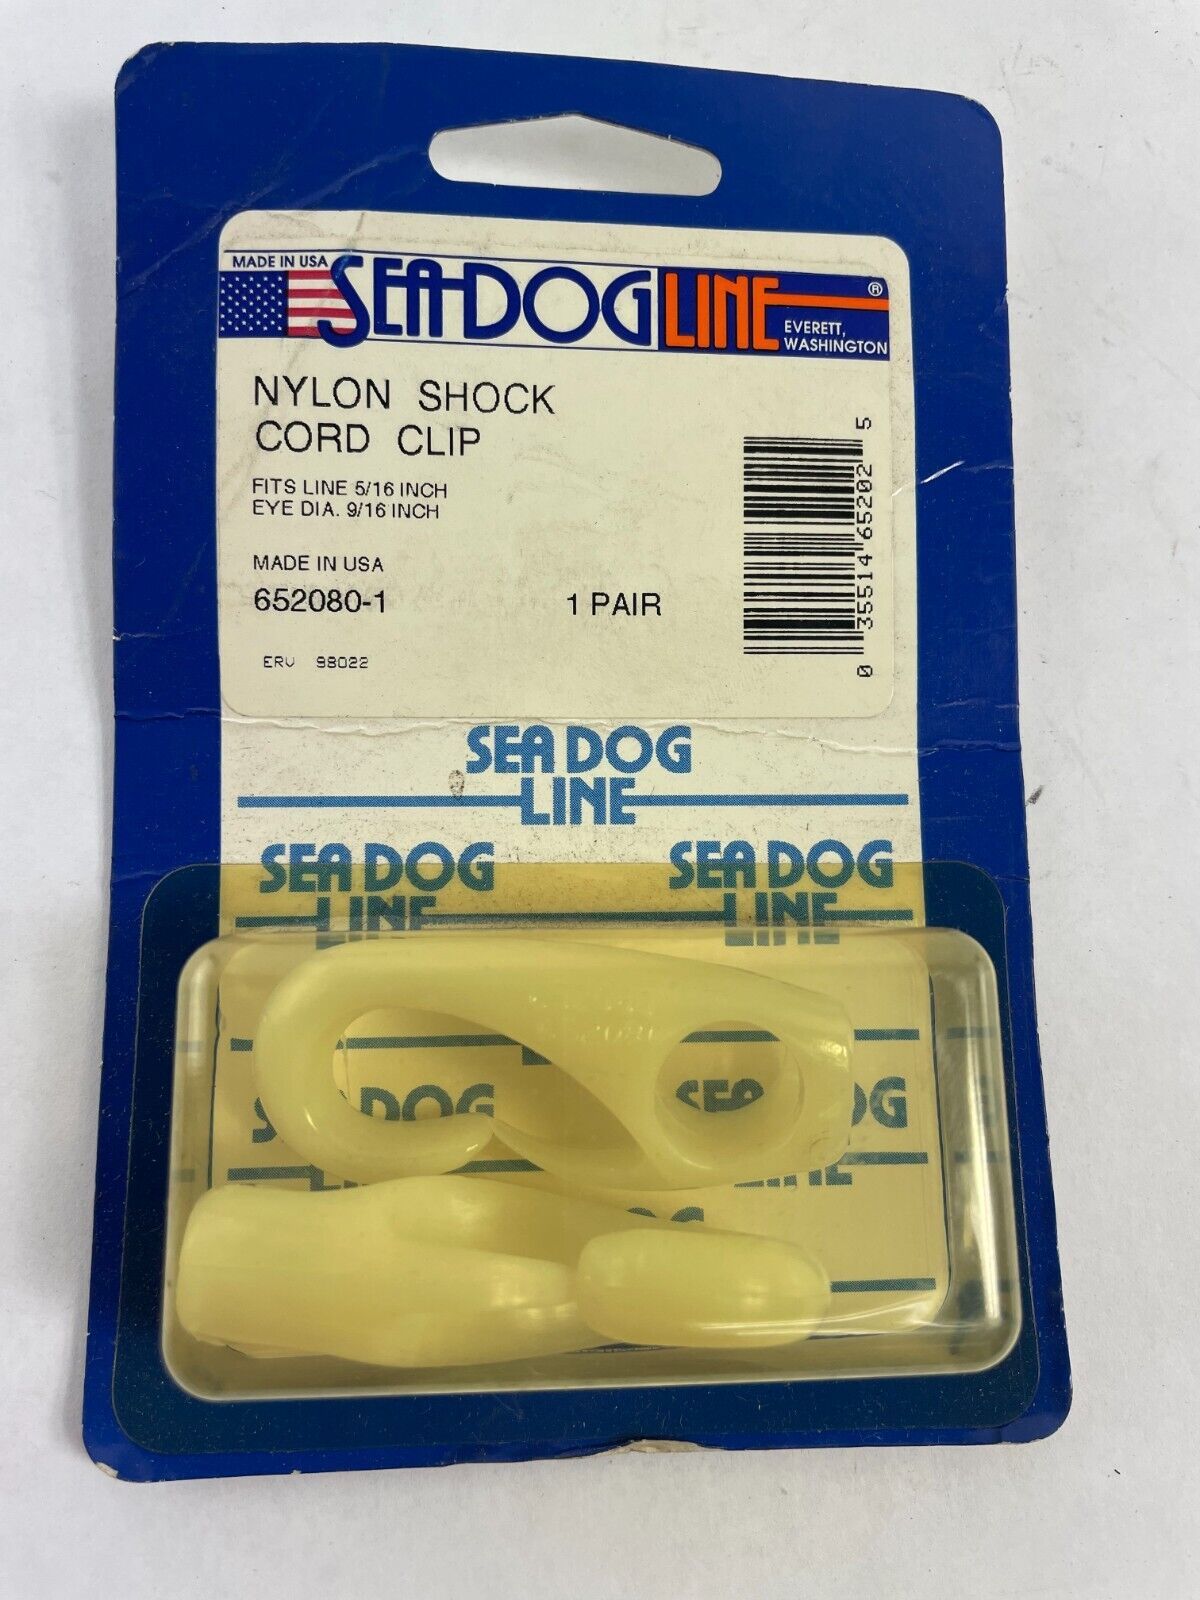 MADE IN USA
SEA-DOG LINE ®
EVERETT,
WASHINGTON
NYLON SHOCK
CORD CLIP
FITS LINE 5/16 INCH
EYE DIA. 9/16 INCH
MADE IN USA
652080-1 1 PAIR
ERV 98022
0 35514 65202 5
SEA DOG
LINE
SEA DOG SEA DOG
LINE LINE
DOG